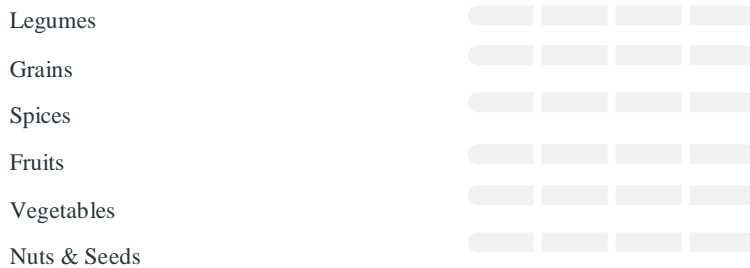 Legumes
Grains
Spices
Fruits
Vegetables
Nuts & Seeds